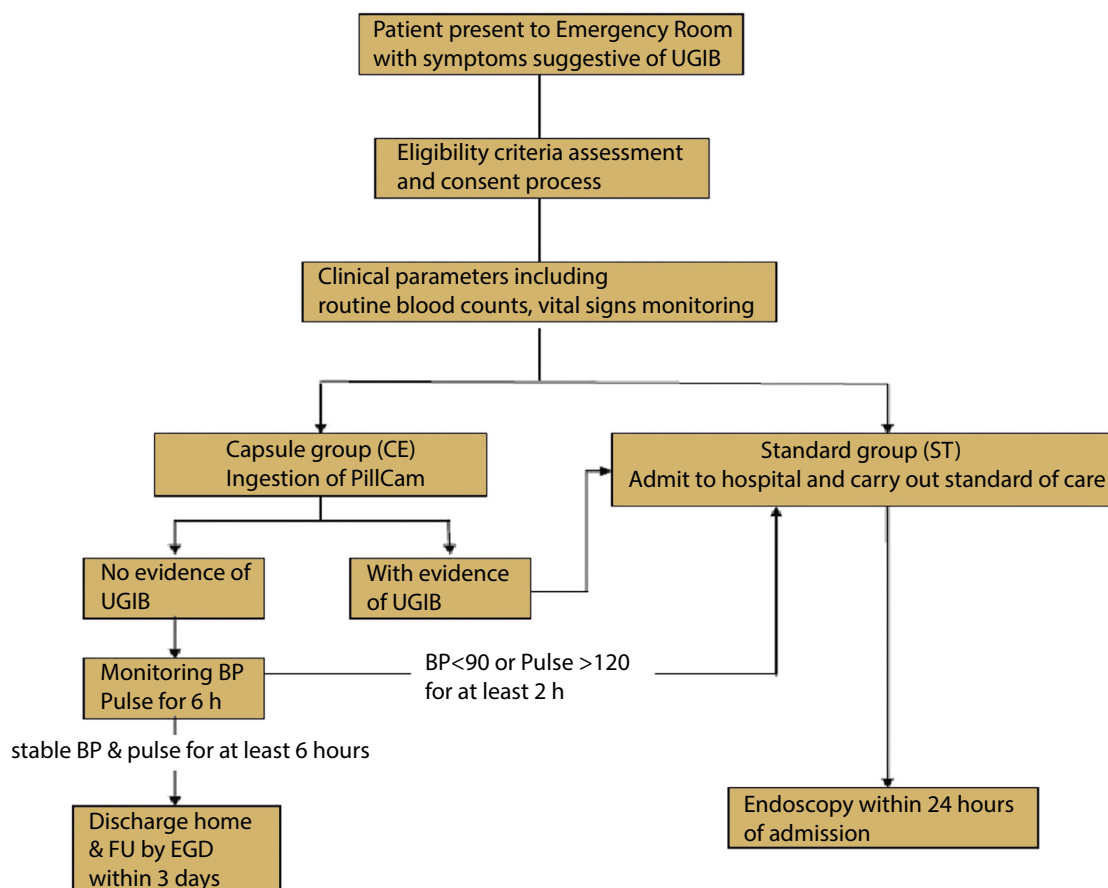 Patient present to Emergency Room
with symptoms suggestive of UGIB
Eligibility criteria assessment
and consent process
Clinical parameters including
routine blood counts, vital signs monitoring
Capsule group (CE)
Ingestion of PillCam
Standard group (ST)
Admit to hospital and carry out standard of care
No evidence of
UGIB
With evidence
of UGIB
Monitoring BP
Pulse for 6 h
BP<90 or Pulse >120
for at least 2 h
stable BP & pulse for at least 6 hours
Discharge home
& FU by EGD
within 3 days
Endoscopy within 24 hours
of admission